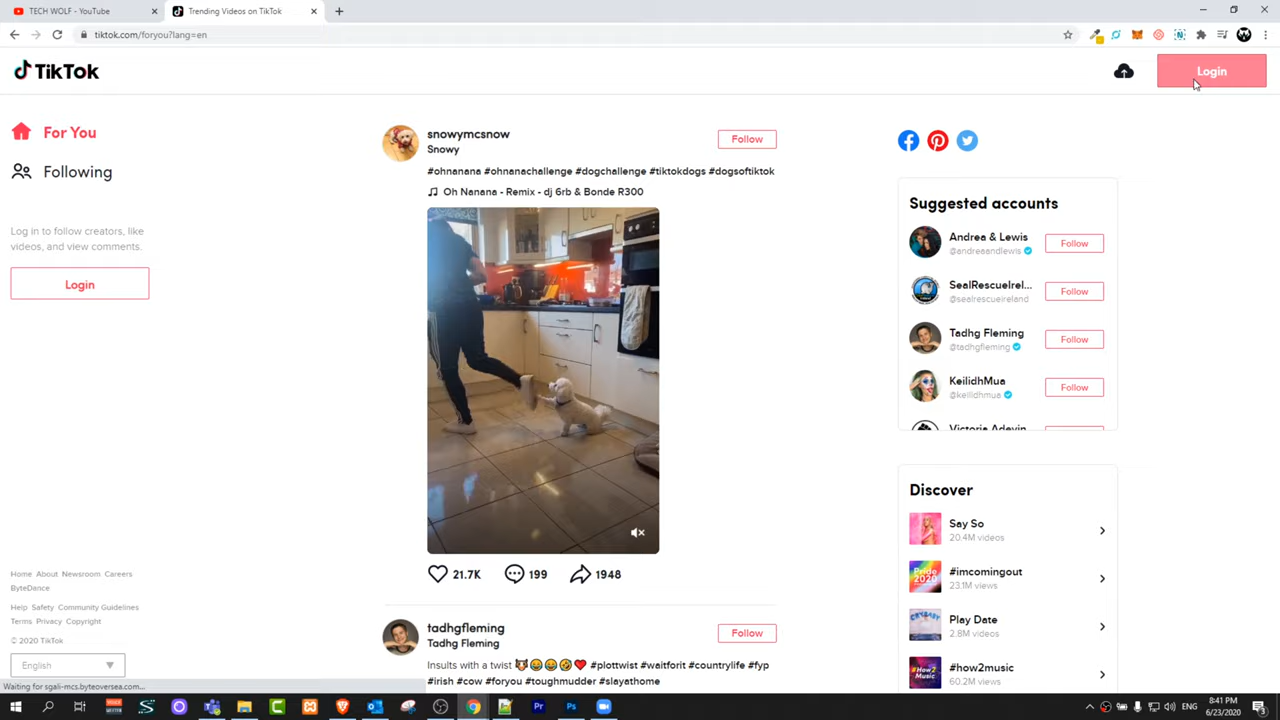 TECH WOLF - YouTube
Trending Videos on TikTok
tiktok.com/foryou?lang=en
TikTok
Login
For You
Following
Log in to follow creators, like
videos, and view comments.
Login
Home About Newsroom Careers
ByteDance
Help Safety Community Guidelines
Terms Privacy Copyright
© 2020 TikTok
English
Waiting for sgali-mcs.byteoversea.com...
snowymcsnow
Snowy
Follow
#ohnanana #ohnanachallenge #dogchallenge #tiktokdogs #dogsoftiktok
Oh Nanana - Remix - dj 6rb & Bonde R300
21.7K
199
1948
tadhgfleming
Tadhg Fleming
Follow
Insults with a twist 🐮😂😂🤣❤️ #plottwist #waitforit #countrylife #fyp
#irish #cow #foryou #toughmudder #slayathome
Suggested accounts
Andrea & Lewis
@andreaandlewis
Follow
SealRescueIrel...
@sealrescueireland
Follow
Tadhg Fleming
@tadhgfleming
Follow
KeilidhMua
@keilidhmua
Follow
Discover
Say So
20.4M videos
#imcomingout
23.1M views
Play Date
2.8M videos
#how2music
60.2M views
8:41 PM
6/23/2020